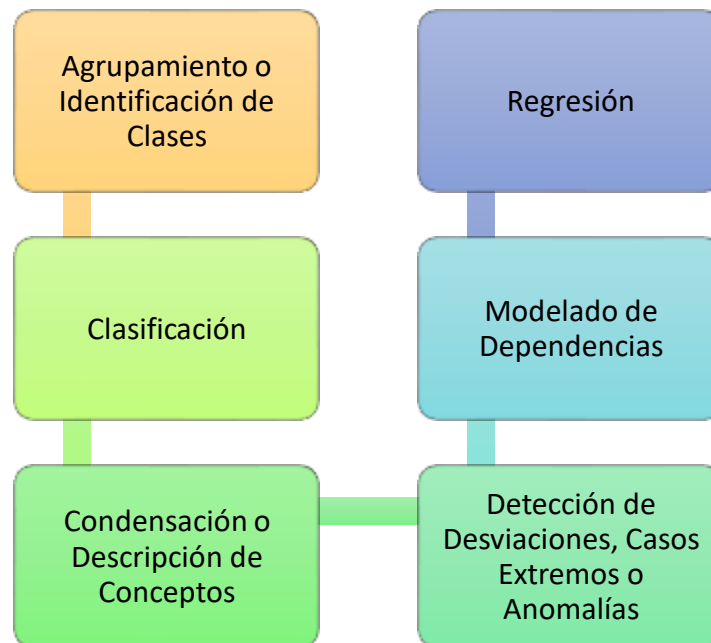 Agrupamiento o
Identificación de
Clases
Clasificación
Condensación o
Descripción de
Conceptos
Detección de
Desviaciones, Casos
Extremos o
Anomalías
Modelado de
Dependencias
Regresión